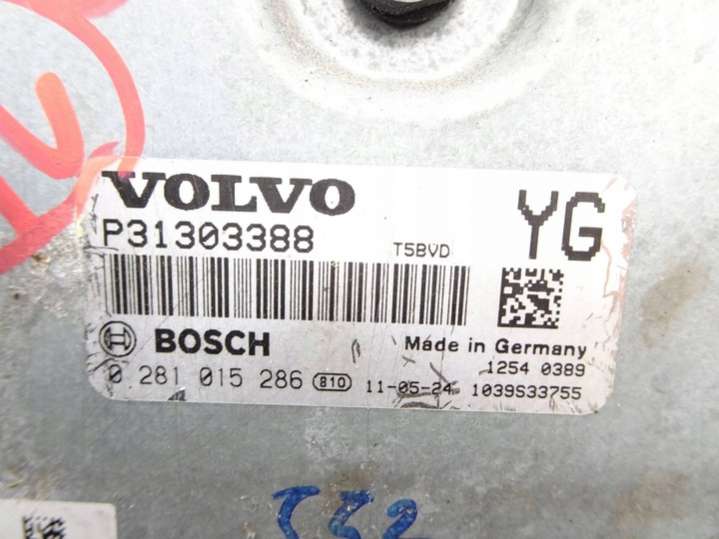 VOLVO
YG
P31303388
T5BVD
BOSCH
Made in Germany
1254 0389
0 281 015 286 810 11-05-24 1039S33755